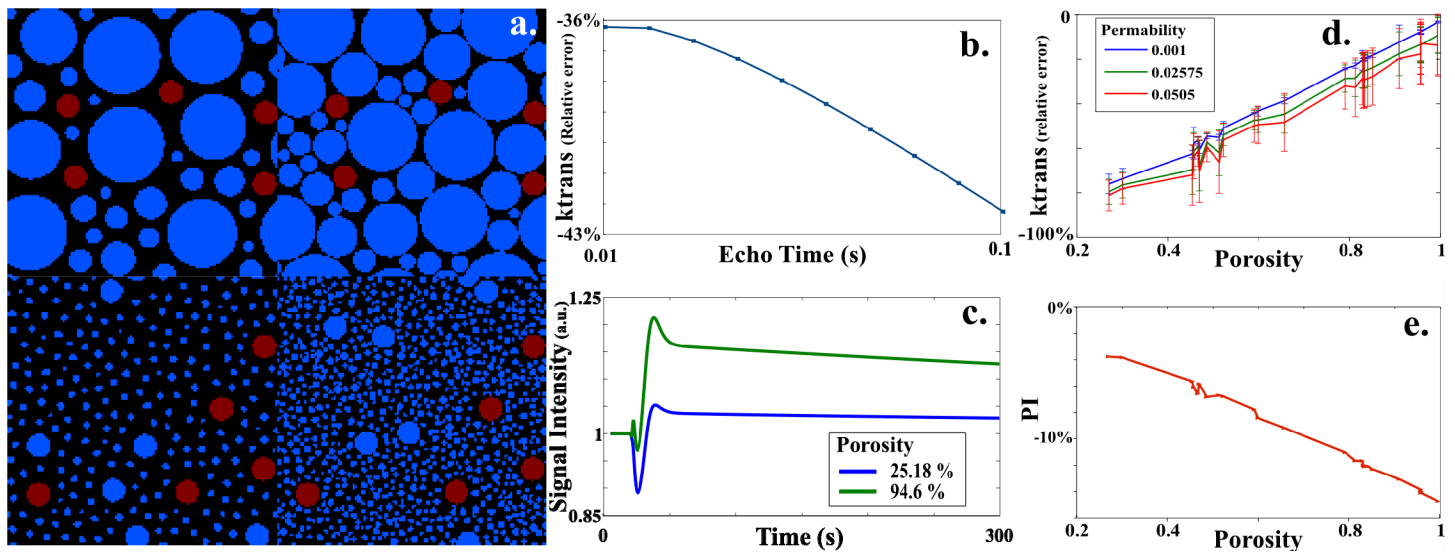 a.
b.
-36%
-43%
ktrans (Relative error)
0.01
0.1
Echo Time (s)
c.
1.25
1
0.85
Signal Intensity (a.u.)
Porosity
25.18 %
94.6 %
0
300
Time (s)
d.
0
-100%
ktrans (relative error)
Permability
0.001
0.02575
0.0505
0.2
0.4
0.6
0.8
1
Porosity
e.
0%
-10%
PI
0.2
0.4
0.6
0.8
1
Porosity